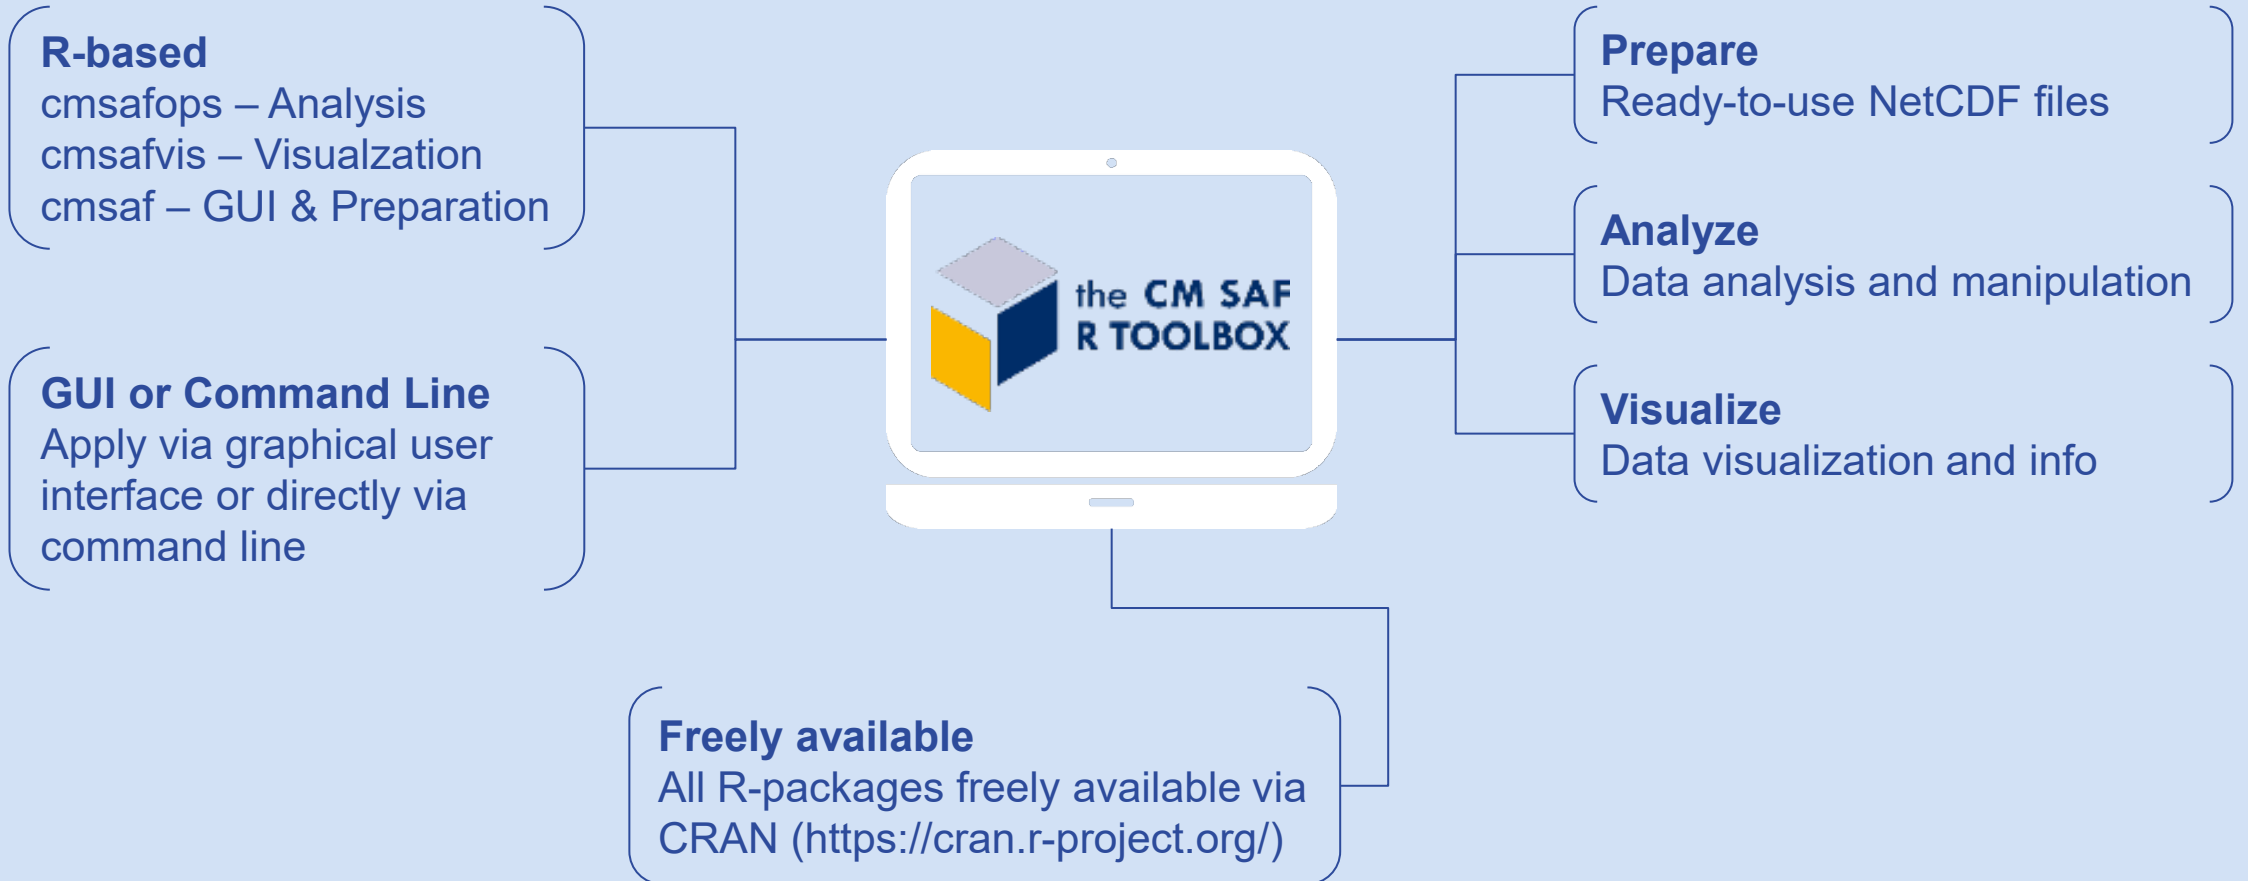 R-based
cmsafops – Analysis
cmsafvis – Visualzation
cmsaf – GUI & Preparation
GUI or Command Line
Apply via graphical user
interface or directly via
command line
the CM SAF
R TOOLBOX
Prepare
Ready-to-use NetCDF files
Analyze
Data analysis and manipulation
Visualize
Data visualization and info
Freely available
All R-packages freely available via
CRAN (https://cran.r-project.org/)